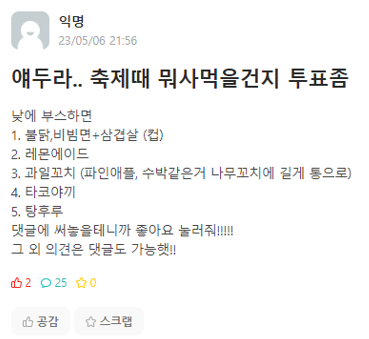 익명
23/05/06 21:56
얘두라.. 축제때 뭐사먹을건지 투표좀
낮에 부스하면
1. 불닭,비빔면+삼겹살 (컵)
2. 레몬에이드
3. 과일꼬치 (파인애플, 수박같은거 나무꼬치에 길게 통으로)
4. 타코야끼
5. 탕후루
댓글에 써놓을테니까 좋아요 눌러줘!!!!!
그 외 의견은 댓글도 가능햇!!
2 25 0
공감 스크랩